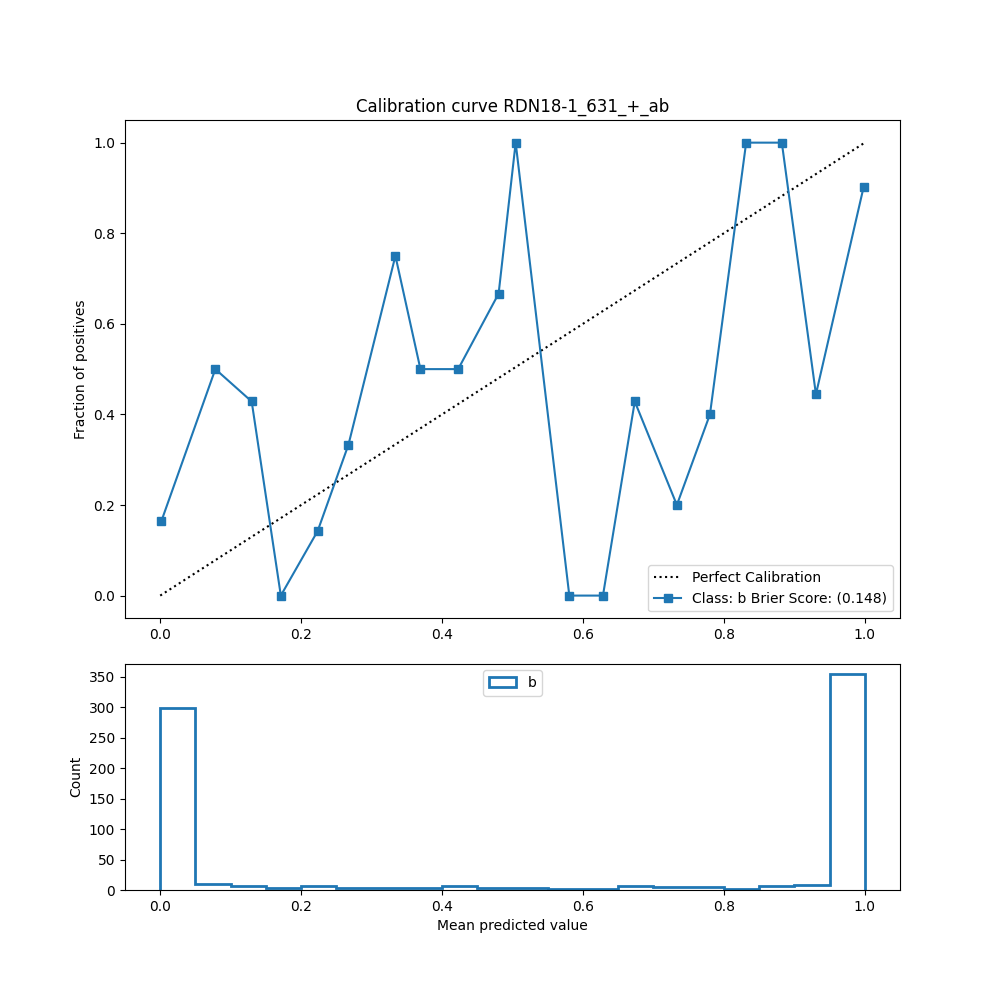 Calibration curve RDN18-1_631_+_ab
Fraction of positives
1.0
0.8
0.6
0.4
0.2
0.0
Perfect Calibration
Class: b Brier Score: (0.148)
0.0 0.2 0.4 0.6 0.8 1.0
b
Count
350
300
250
200
150
100
50
0
0.0 0.2 0.4 0.6 0.8 1.0
Mean predicted value